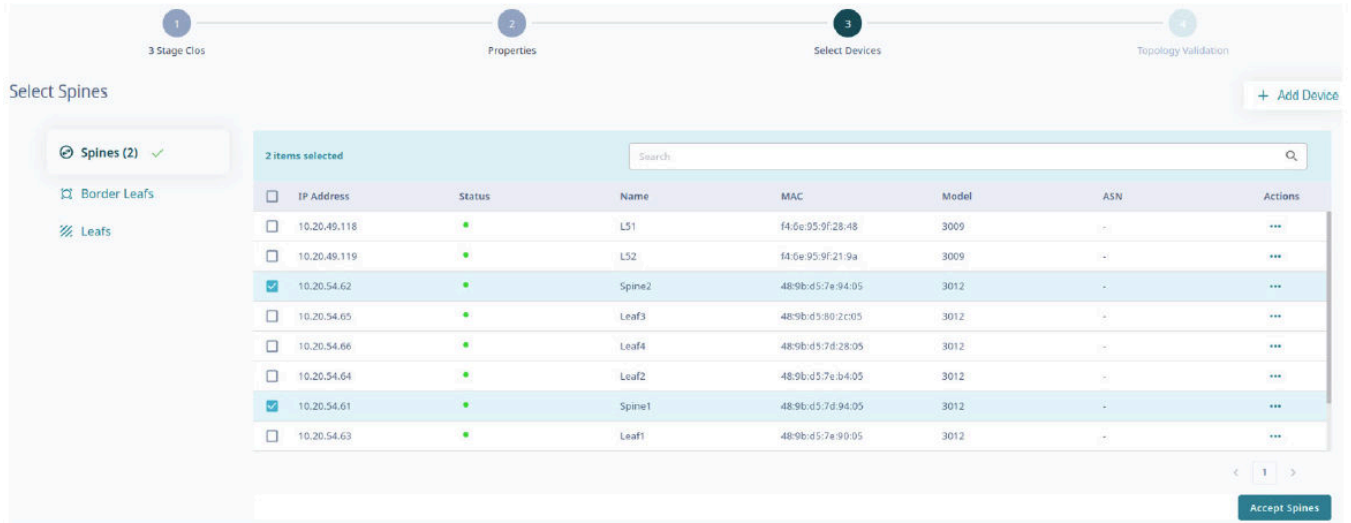 1 2 3 4
3 Stage Clos Properties Select Devices Topology Validation
Select Spines
+ Add Device
Spines (2)
Border Leafs
Leafs
2 items selected Search
IP Address Status Name MAC Model ASN Actions
10.20.49.118 L51 f4:6e:95:9f:28:48 3009 - ...
10.20.49.119 L52 f4:6e:95:9f:21:9a 3009 - ...
10.20.54.62 Spine2 48:9b:d5:7e:94:05 3012 - ...
10.20.54.65 Leaf3 48:9b:d5:80:2c:05 3012 - ...
10.20.54.66 Leaf4 48:9b:d5:7d:28:05 3012 - ...
10.20.54.64 Leaf2 48:9b:d5:7e:b4:05 3012 - ...
10.20.54.61 Spine1 48:9b:d5:7d:94:05 3012 - ...
10.20.54.63 Leaf1 48:9b:d5:7e:90:05 3012 - ...
< 1 >
Accept Spines